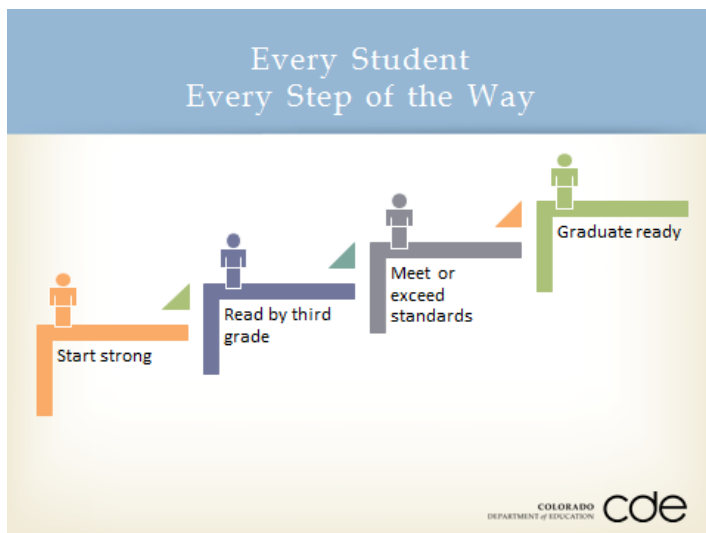 Every Student
Every Step of the Way
Start strong
Read by third
grade
Meet or
exceed
standards
Graduate ready
COLORADO
DEPARTMENT of EDUCATION
cde